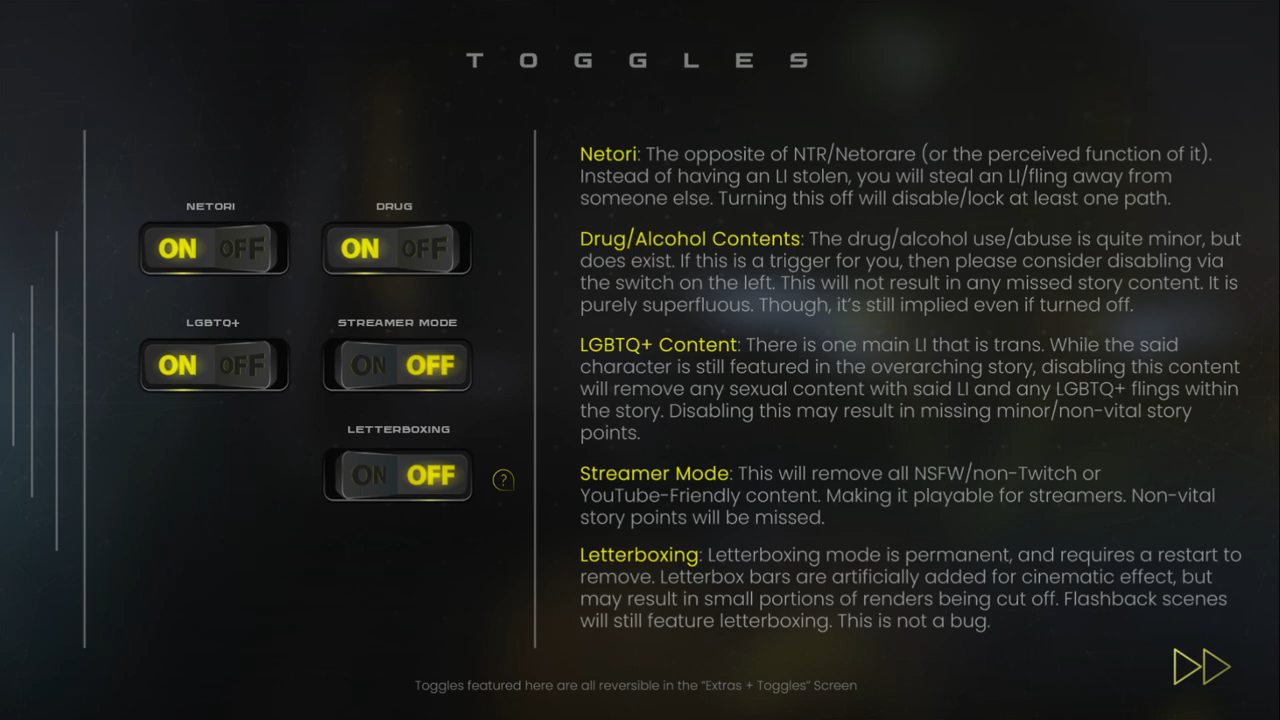 TOGGLES
NETORI
DRUG
ON OFF
ON OFF
LGBTQ+
STREAMER MODE
ON OFF
ON OFF
LETTERBOXING
ON OFF
?
Netori: The opposite of NTR/Netorare (or the perceived function of it).
Instead of having an LI stolen, you will steal an LI/fling away from
someone else. Turning this off will disable/lock at least one path.
Drug/Alcohol Contents: The drug/alcohol use/abuse is quite minor, but
does exist. If this is a trigger for you, then please consider disabling via
the switch on the left. This will not result in any missed story content. It is
purely superfluous. Though, it's still implied even if turned off.
LGBTQ+ Content: There is one main LI that is trans. While the said
character is still featured in the overarching story, disabling this content
will remove any sexual content with said LI and any LGBTQ+ flings within
the story. Disabling this may result in missing minor/non-vital story
points.
Streamer Mode: This will remove all NSFW/non-Twitch or
YouTube-Friendly content. Making it playable for streamers. Non-vital
story points will be missed.
Letterboxing: Letterboxing mode is permanent, and requires a restart to
remove. Letterbox bars are artificially added for cinematic effect, but
may result in small portions of renders being cut off. Flashback scenes
will still feature letterboxing. This is not a bug.
Toggles featured here are all reversible in the "Extras + Toggles" Screen